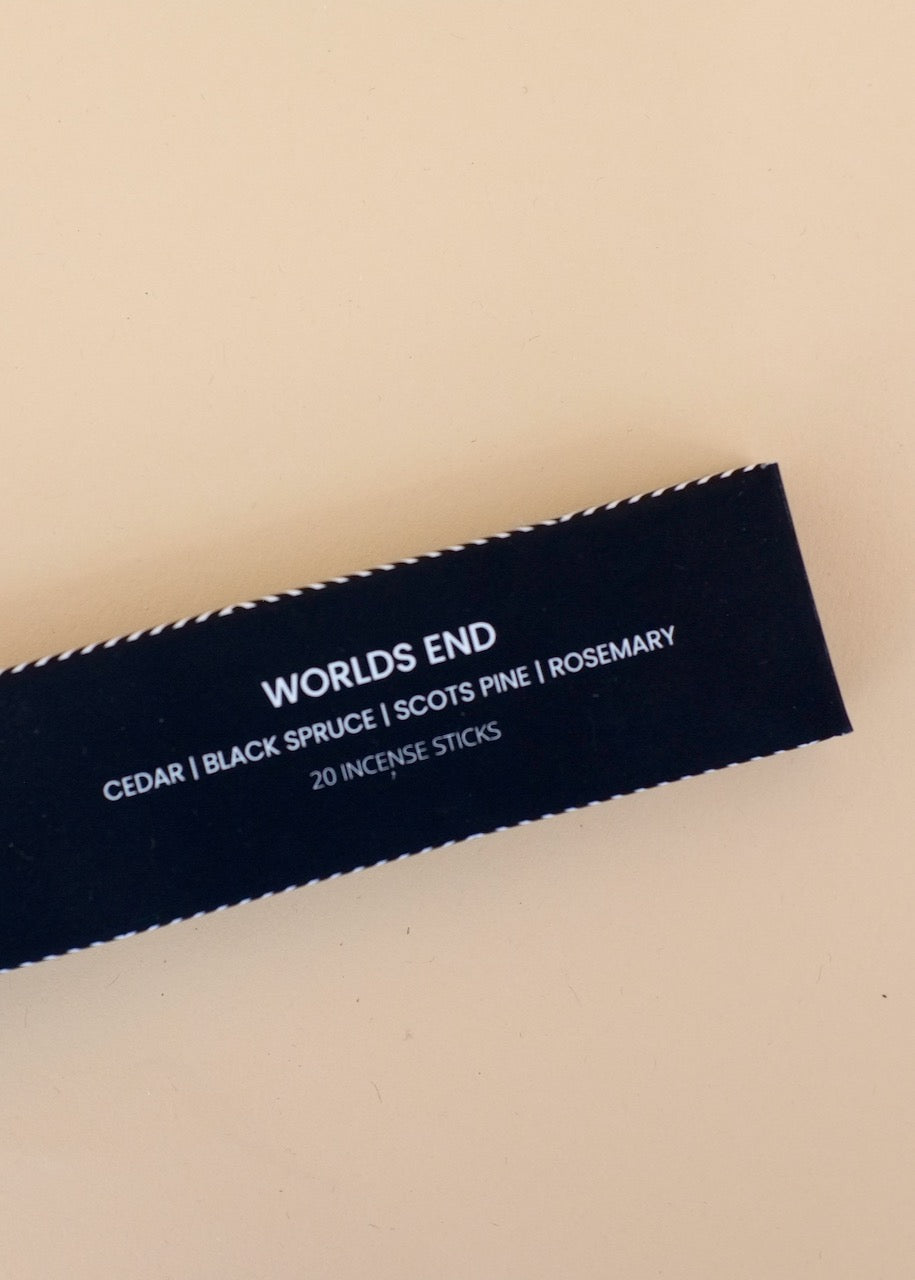 WORLDS END
CEDAR | BLACK SPRUCE | SCOTS PINE | ROSEMARY
20 INCENSE STICKS